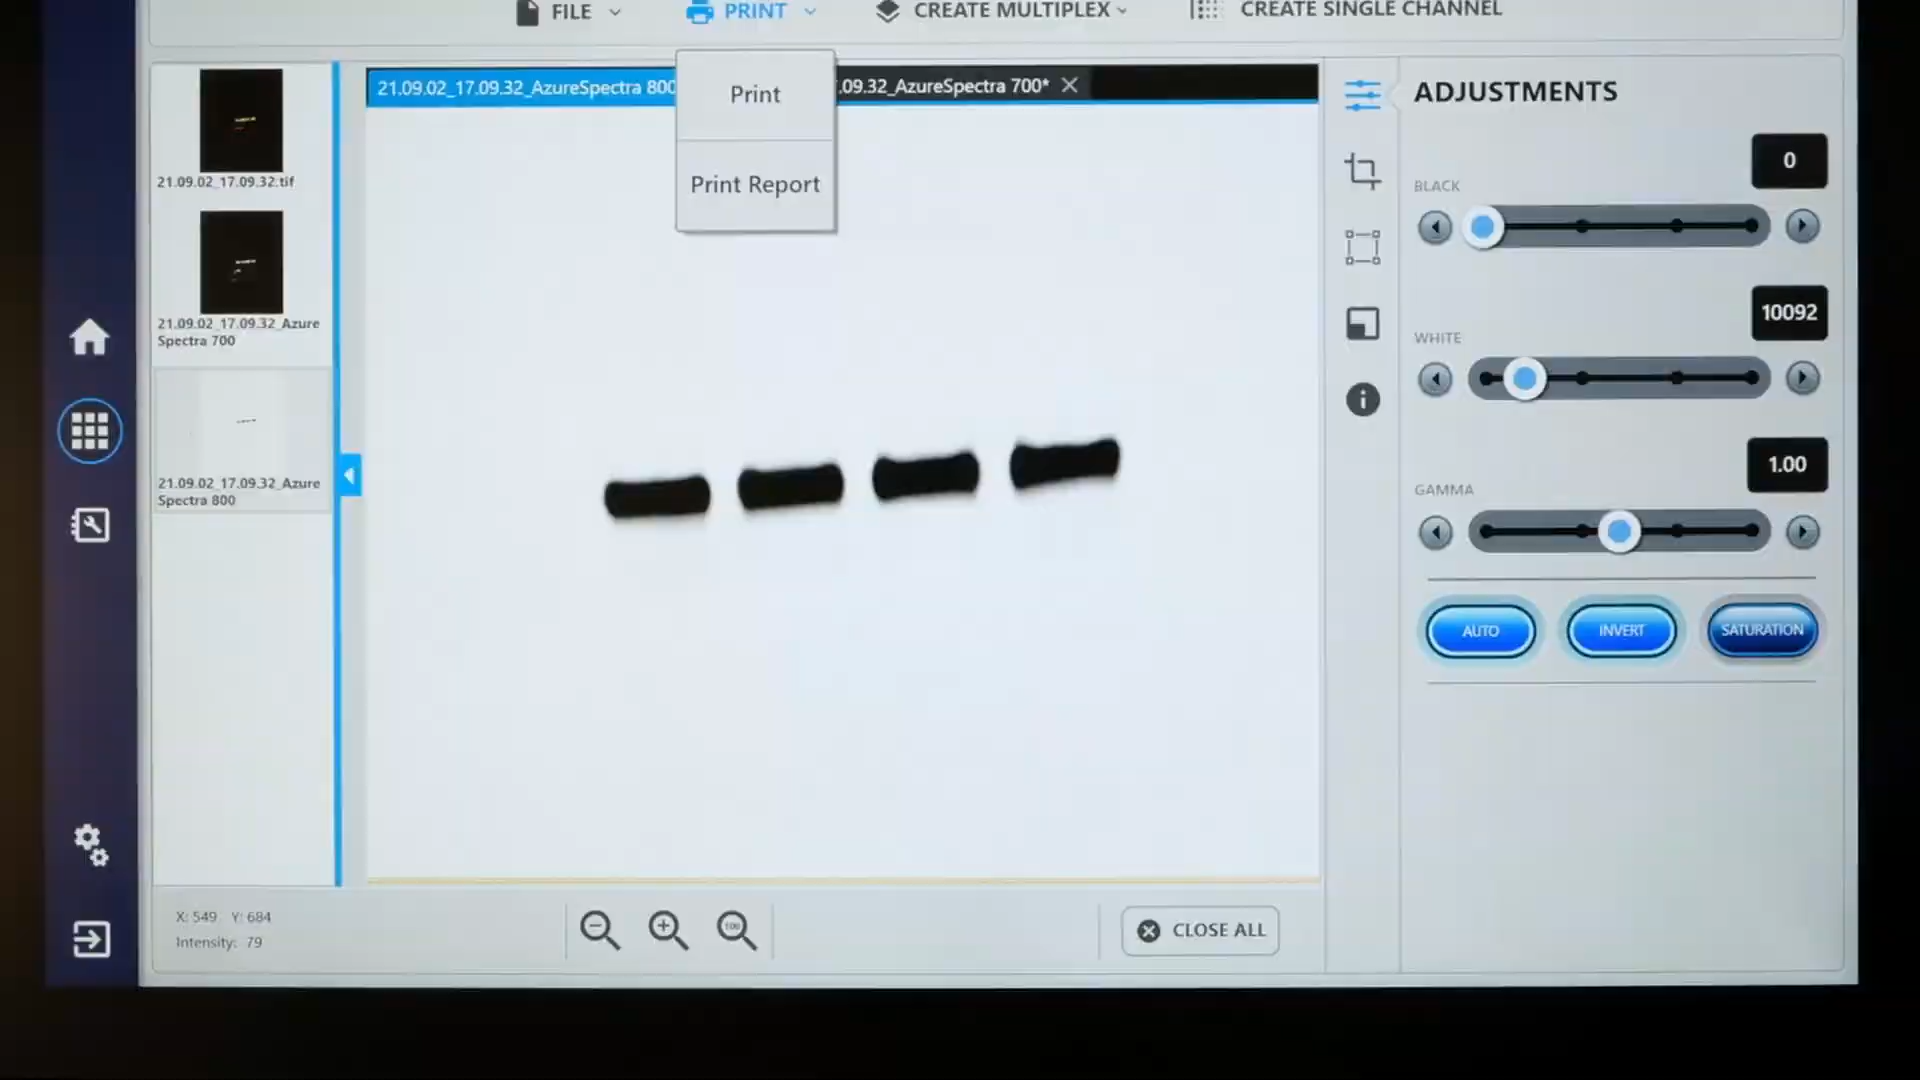 FILE
PRINT
CREATE MULTIPLEX
CREATE SINGLE CHANNEL
Print
Print Report
21.09.02_17.09.32_AzureSpectra 800
.09.32_AzureSpectra 700*
21.09.02_17.09.32.tif
21.09.02_17.09.32_Azure
Spectra 700
21.09.02_17.09.32_Azure
Spectra 800
ADJUSTMENTS
0
BLACK
10092
WHITE
1.00
GAMMA
AUTO
INVERT
SATURATION
X: 549 Y: 684
Intensity: 79
100
CLOSE ALL